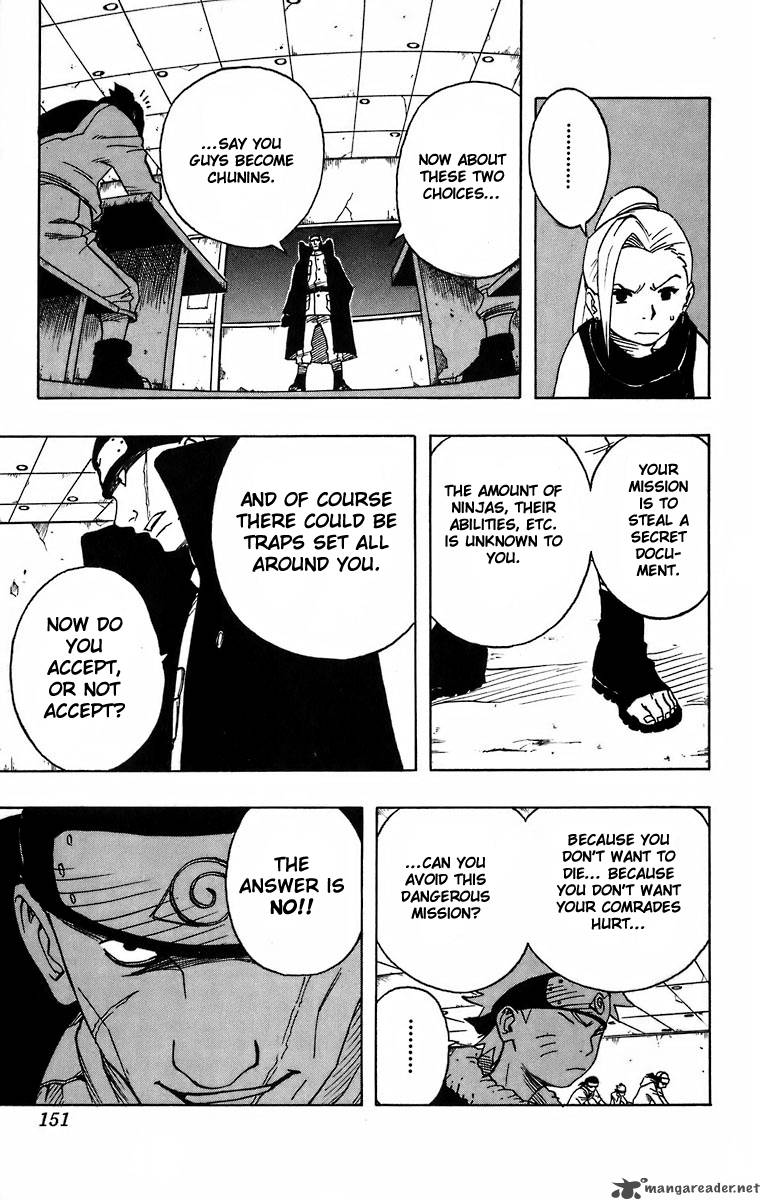 .........
NOW ABOUT
THESE TWO
CHOICES...
...SAY YOU
GUYS BECOME
CHUNINS.
YOUR
MISSION
IS TO
STEAL A
SECRET
DOCU-
MENT.
THE AMOUNT OF
NINJAS, THEIR
ABILITIES, ETC.
IS UNKNOWN TO
YOU.
AND OF COURSE
THERE COULD BE
TRAPS SET ALL
AROUND YOU.
NOW DO
YOU
ACCEPT,
OR NOT
ACCEPT?
BECAUSE YOU
DON'T WANT TO
DIE... BECAUSE
YOU DON'T WANT
YOUR COMRADES
HURT...
...CAN YOU
AVOID THIS
DANGEROUS
MISSION?
.........
THE
ANSWER IS
NO!!
151
mangareader.net